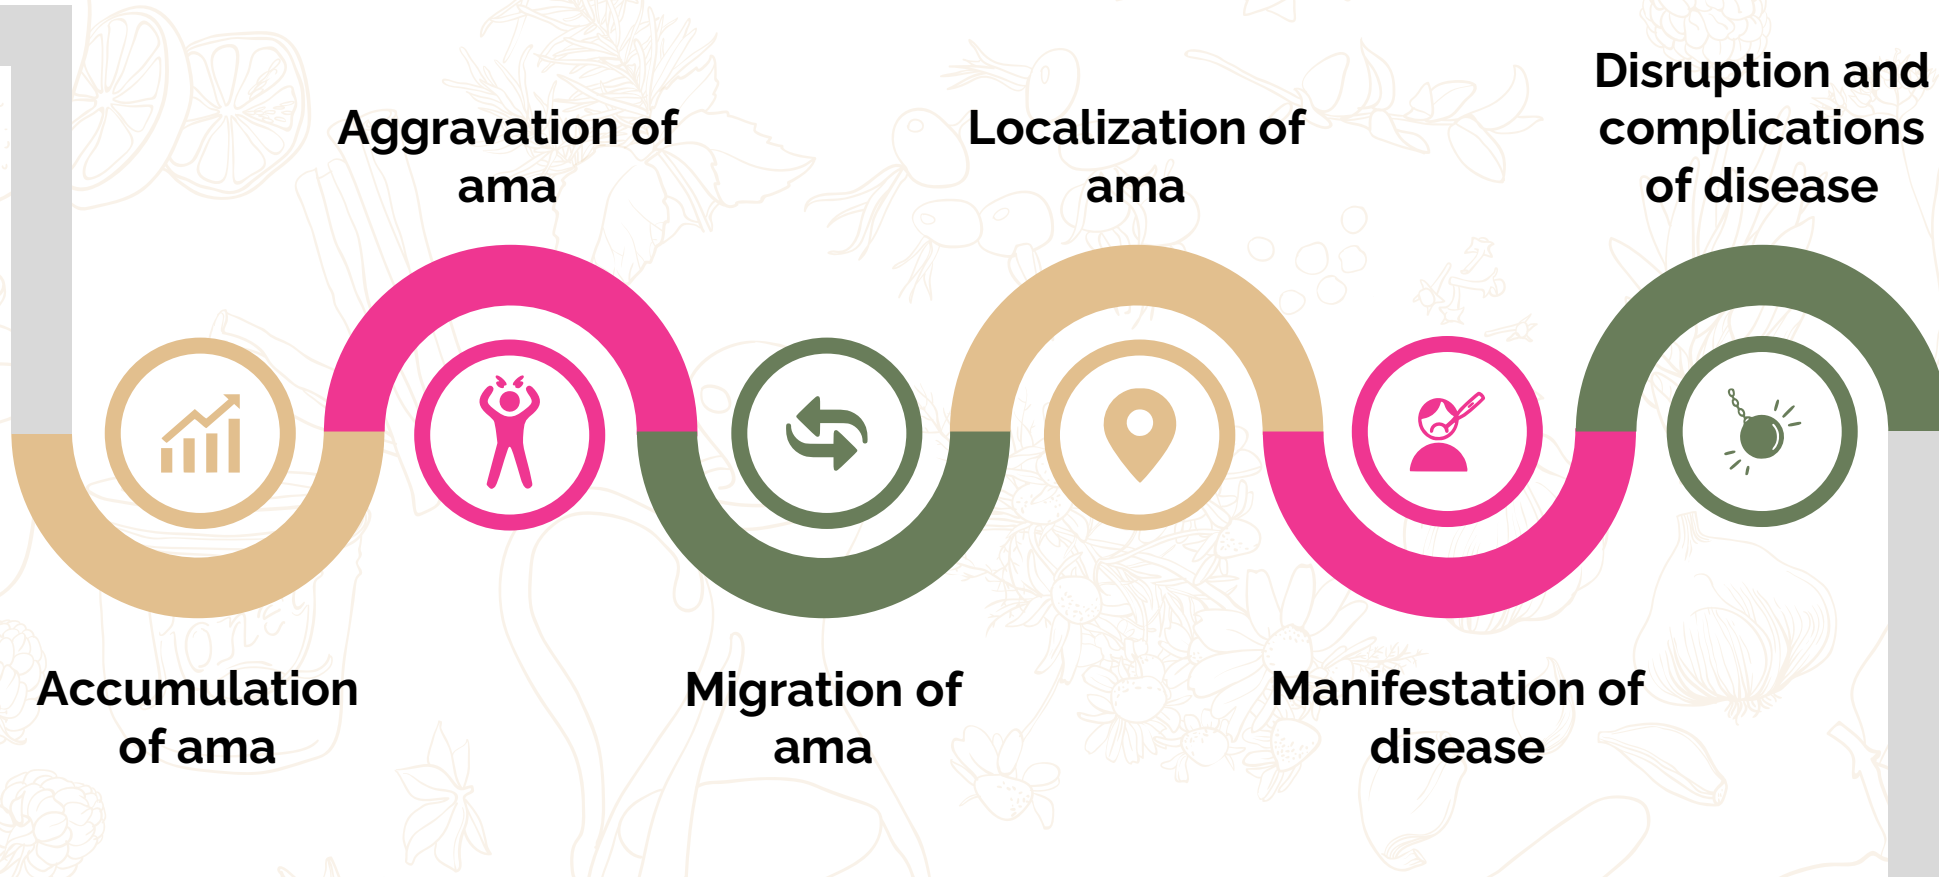 Accumulation
of ama
Aggravation of
ama
Migration of
ama
Localization of
ama
Manifestation of
disease
Disruption and
complications
of disease